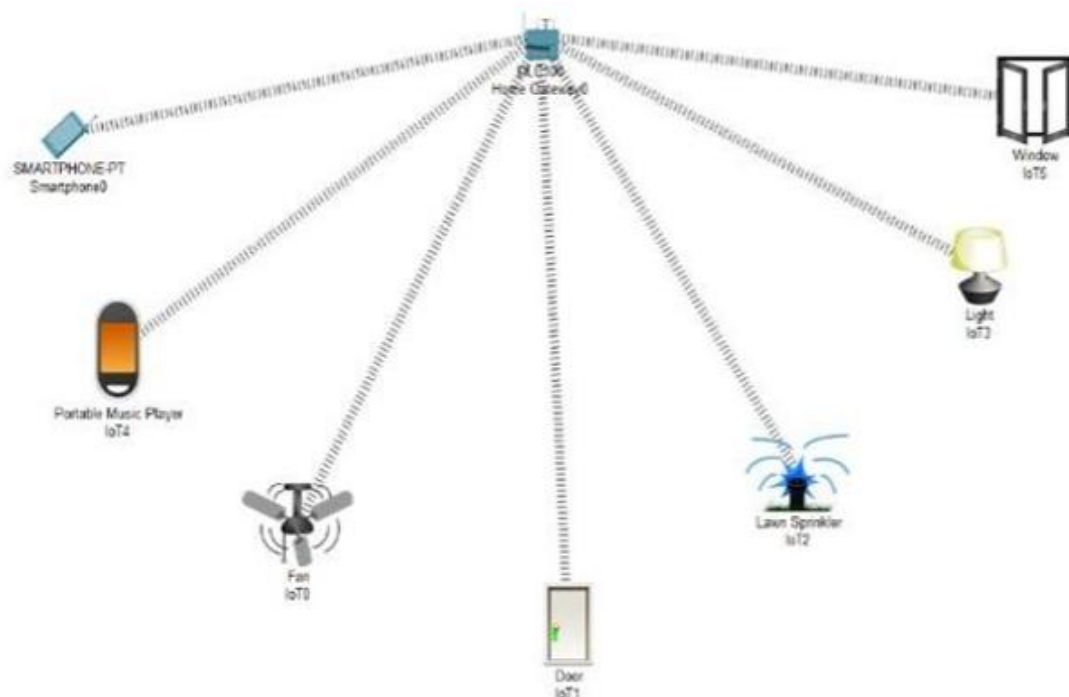 Home Gateway0
SMARTPHONE-PT
Smartphone0
Window
IoT5
Light
IoT3
Portable Music Player
IoT4
Lawn Sprinkler
IoT2
Fan
IoT0
Door
IoT1